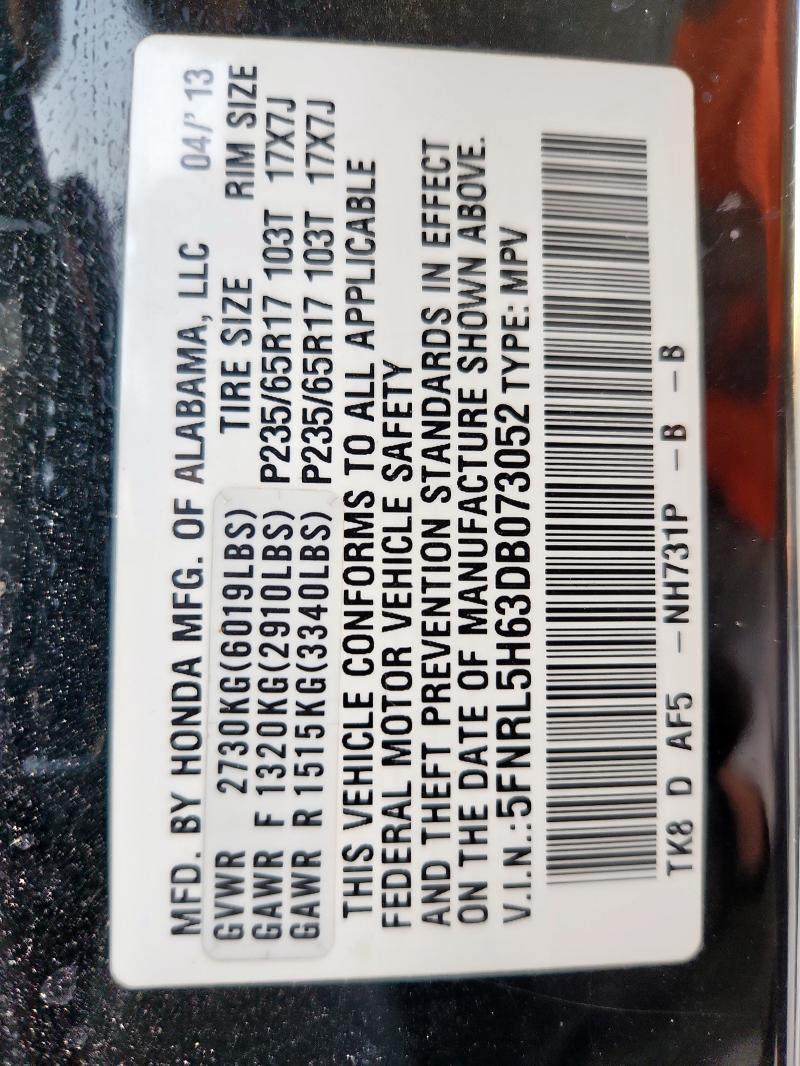 MFD. BY HONDA MFG. OF ALABAMA, LLC 04/' 13
TIRE SIZE RIM SIZE
GVWR 2730KG(6019LBS)
GAWR F 1320KG(2910LBS) P235/65R17 103T 17X7J
GAWR R 1515KG(3340LBS) P235/65R17 103T 17X7J
THIS VEHICLE CONFORMS TO ALL APPLICABLE
FEDERAL MOTOR VEHICLE SAFETY
AND THEFT PREVENTION STANDARDS IN EFFECT
ON THE DATE OF MANUFACTURE SHOWN ABOVE.
V.I.N.:5FNRL5H63DB073052 TYPE: MPV
TK8 D AF5 -NH731P -B -B